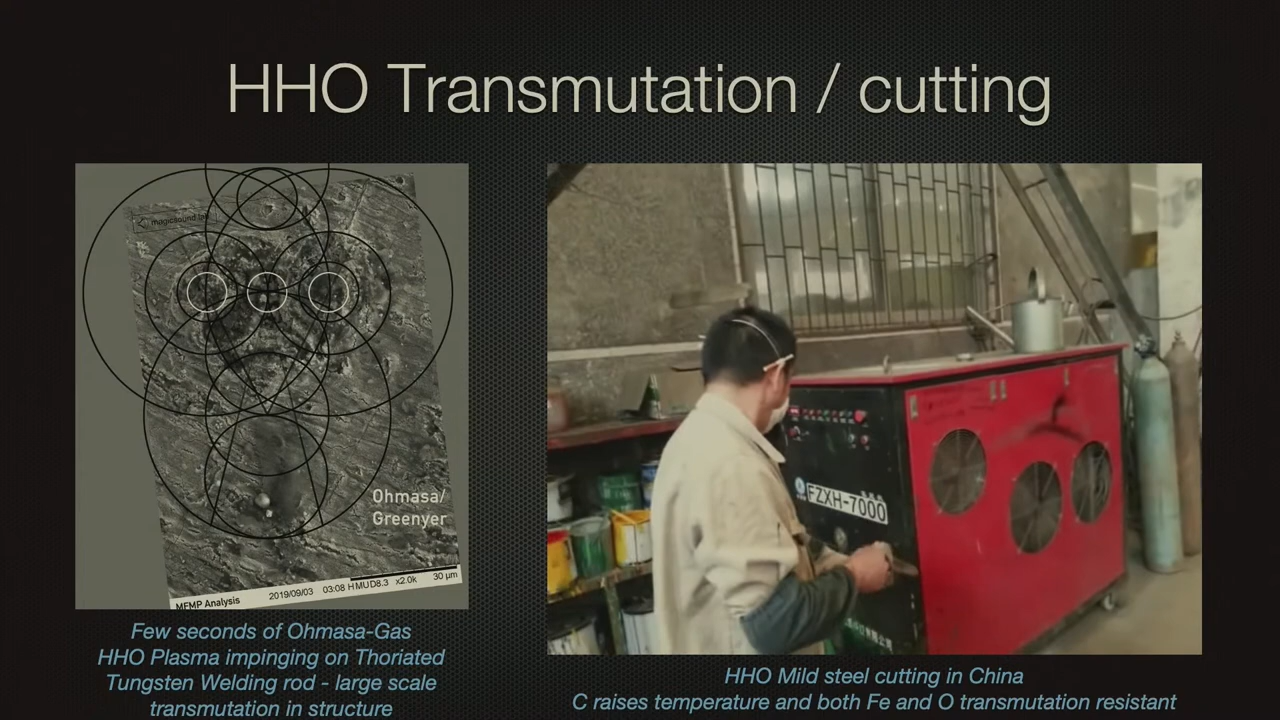 HHO Transmutation / cutting
magicsound lab
Ohmasa/
Greenyer
MFMP Analysis 2019/09/03 03:08 HMUD8.3 x2.0k 30 µm
Few seconds of Ohmasa-Gas
HHO Plasma impinging on Thoriated
Tungsten Welding rod - large scale
transmutation in structure
FZXH-7000
HHO Mild steel cutting in China
C raises temperature and both Fe and O transmutation resistant